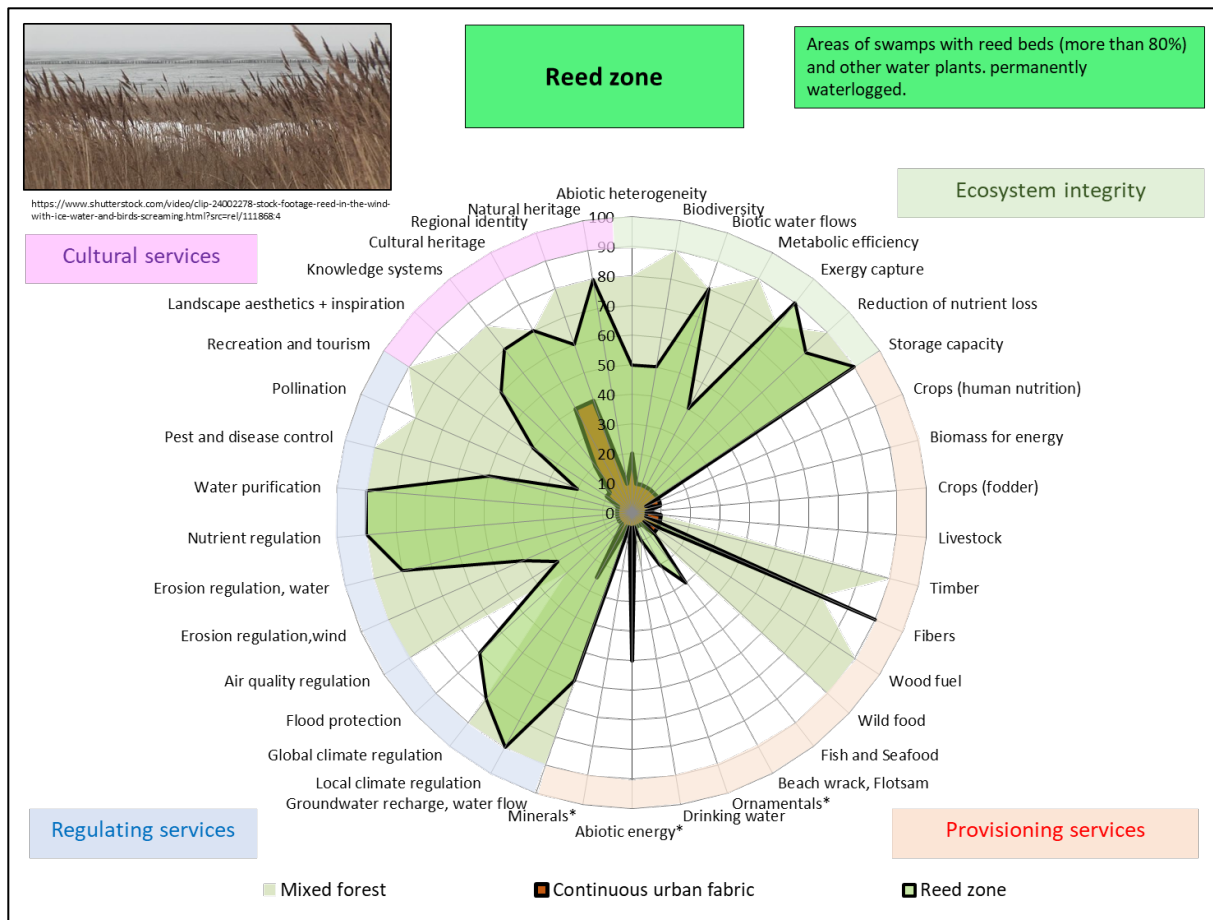 Reed zone
Areas of swamps with reed beds (more than 80%)
and other water plants. permanently
waterlogged.
https://www.shutterstock.com/video/clip-24002278-stock-footage-reed-in-the-wind-
with-ice-water-and-birds-screaming.html?src=rel/111868:4
Ecosystem integrity
Cultural services
Abiotic heterogeneity
Biodiversity
Biotic water flows
Metabolic efficiency
Exergy capture
Reduction of nutrient loss
Storage capacity
Crops (human nutrition)
Biomass for energy
Crops (fodder)
Livestock
Timber
Fibers
Wood fuel
Wild food
Fish and Seafood
Beach wrack, Flotsam
Ornamentals*
Drinking water
Abiotic energy*
Minerals*
Groundwater recharge, water flow
Local climate regulation
Global climate regulation
Flood protection
Air quality regulation
Erosion regulation,wind
Erosion regulation, water
Nutrient regulation
Water purification
Pest and disease control
Pollination
Recreation and tourism
Landscape aesthetics + inspiration
Knowledge systems
Cultural heritage
Regional identity
Natural heritage
100
90
80
70
60
50
40
30
20
10
0
Regulating services
Provisioning services
Mixed forest
Continuous urban fabric
Reed zone